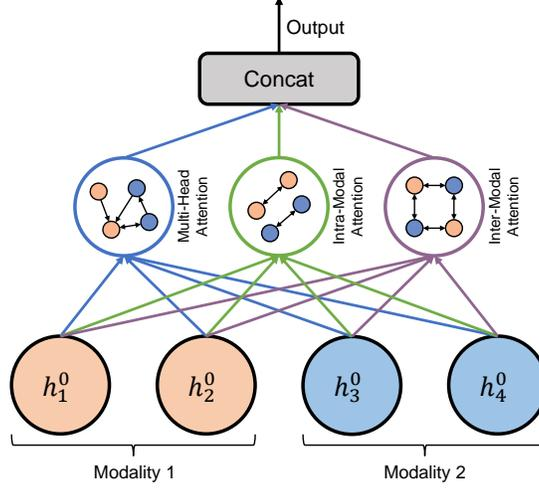 Output
Concat
Multi-Head
Attention
Intra-Modal
Attention
Inter-Modal
Attention
h₁⁰
h₂⁰
h₃⁰
h₄⁰
Modality 1
Modality 2